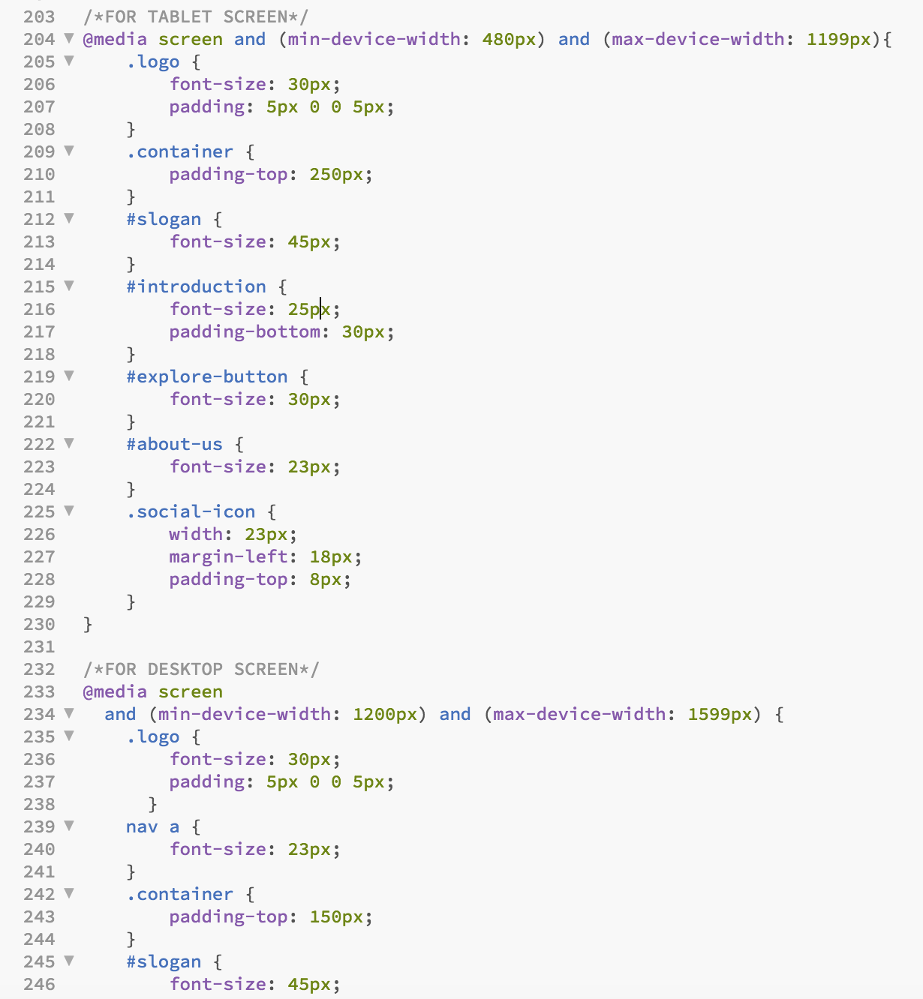 203 /*FOR TABLET SCREEN*/
204 ▼ @media screen and (min-device-width: 480px) and (max-device-width: 1199px){
205 ▼ .logo {
206 font-size: 30px;
207 padding: 5px 0 0 5px;
208 }
209 ▼ .container {
210 padding-top: 250px;
211 }
212 ▼ #slogan {
213 font-size: 45px;
214 }
215 ▼ #introduction {
216 font-size: 25px;
217 padding-bottom: 30px;
218 }
219 ▼ #explore-button {
220 font-size: 30px;
221 }
222 ▼ #about-us {
223 font-size: 23px;
224 }
225 ▼ .social-icon {
226 width: 23px;
227 margin-left: 18px;
228 padding-top: 8px;
229 }
230 }
231
232 /*FOR DESKTOP SCREEN*/
233 @media screen
234 ▼ and (min-device-width: 1200px) and (max-device-width: 1599px) {
235 ▼ .logo {
236 font-size: 30px;
237 padding: 5px 0 0 5px;
238 }
239 ▼ nav a {
240 font-size: 23px;
241 }
242 ▼ .container {
243 padding-top: 150px;
244 }
245 ▼ #slogan {
246 font-size: 45px;